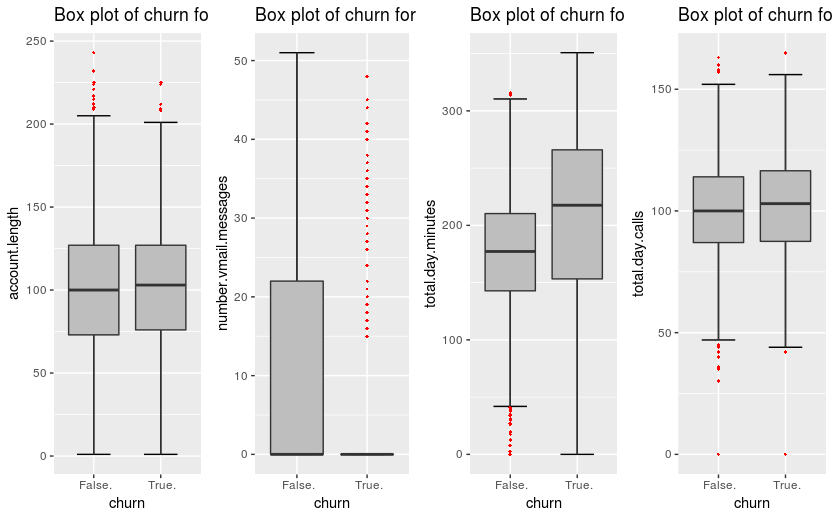 Box plot of churn fo
account.length
250
200
150
100
50
0
False.
True.
churn
Box plot of churn for
number.vmail.messages
50
40
30
20
10
0
False.
True.
churn
Box plot of churn fo
total.day.minutes
300
200
100
0
False.
True.
churn
Box plot of churn fo
total.day.calls
150
100
50
0
False.
True.
churn